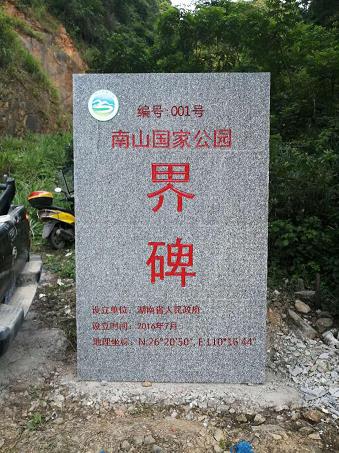 编号:001号
南山国家公园
界
碑
设立单位：湖南省人民政府
设立时间：2016年7月
地理坐标：N:26°20'50"，E:110°16'44"